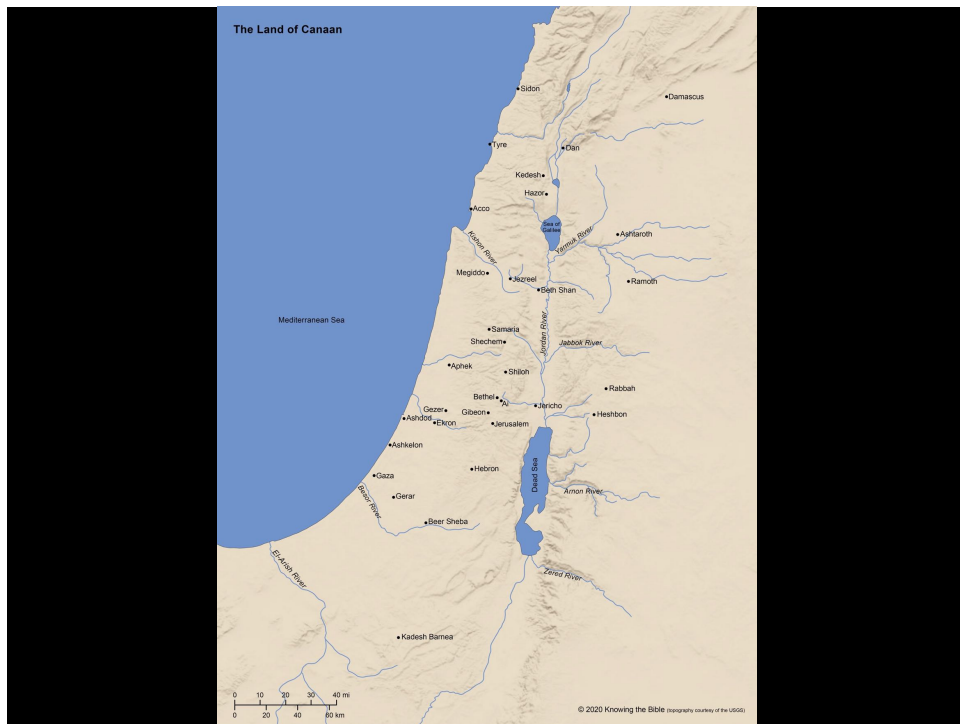 The Land of Canaan
Sidon
Damascus
Tyre
Dan
Kedesh
Hazor
Acco
Sea of
Galilee
Kishon River
Yarmuk River
Ashtaroth
Megiddo
Jezreel
Ramoth
Beth Shan
Mediterranean Sea
Samaria
Jordan River
Shechem
Jabbok River
Aphek
Shiloh
Rabbah
Bethel
Ai
Jericho
Gezer
Gibeon
Heshbon
Ashdod
Ekron
Jerusalem
Ashkelon
Hebron
Dead Sea
Gaza
Besor River
Gerar
Arnon River
Beer Sheba
El-Arish River
Zered River
Kadesh Barnea
0 10 20 30 40 mi
0 20 40 60 km
© 2020 Knowing the Bible (topography courtesy of the USGS)